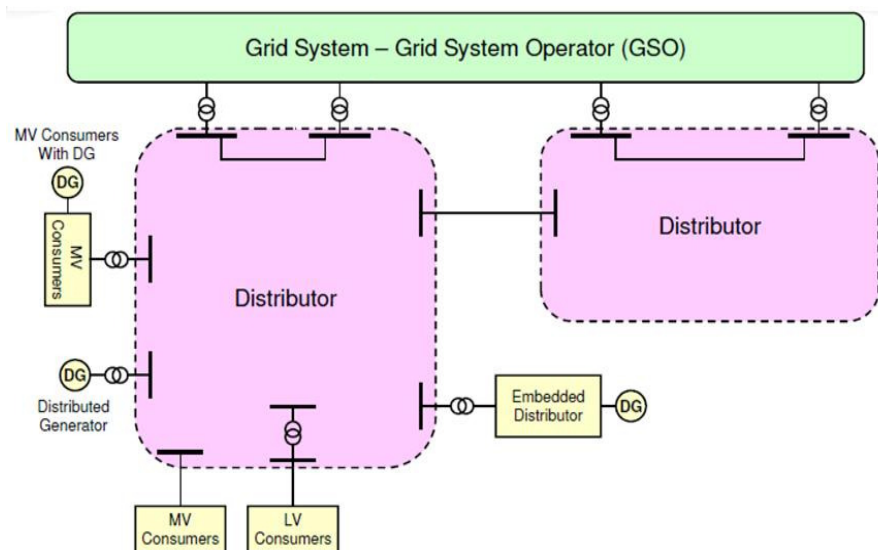 Grid System – Grid System Operator (GSO)
MV Consumers
With DG
DG
MV
Consumers
Distributor
Distributor
DG
Distributed
Generator
Embedded
Distributor
DG
MV
Consumers
LV
Consumers